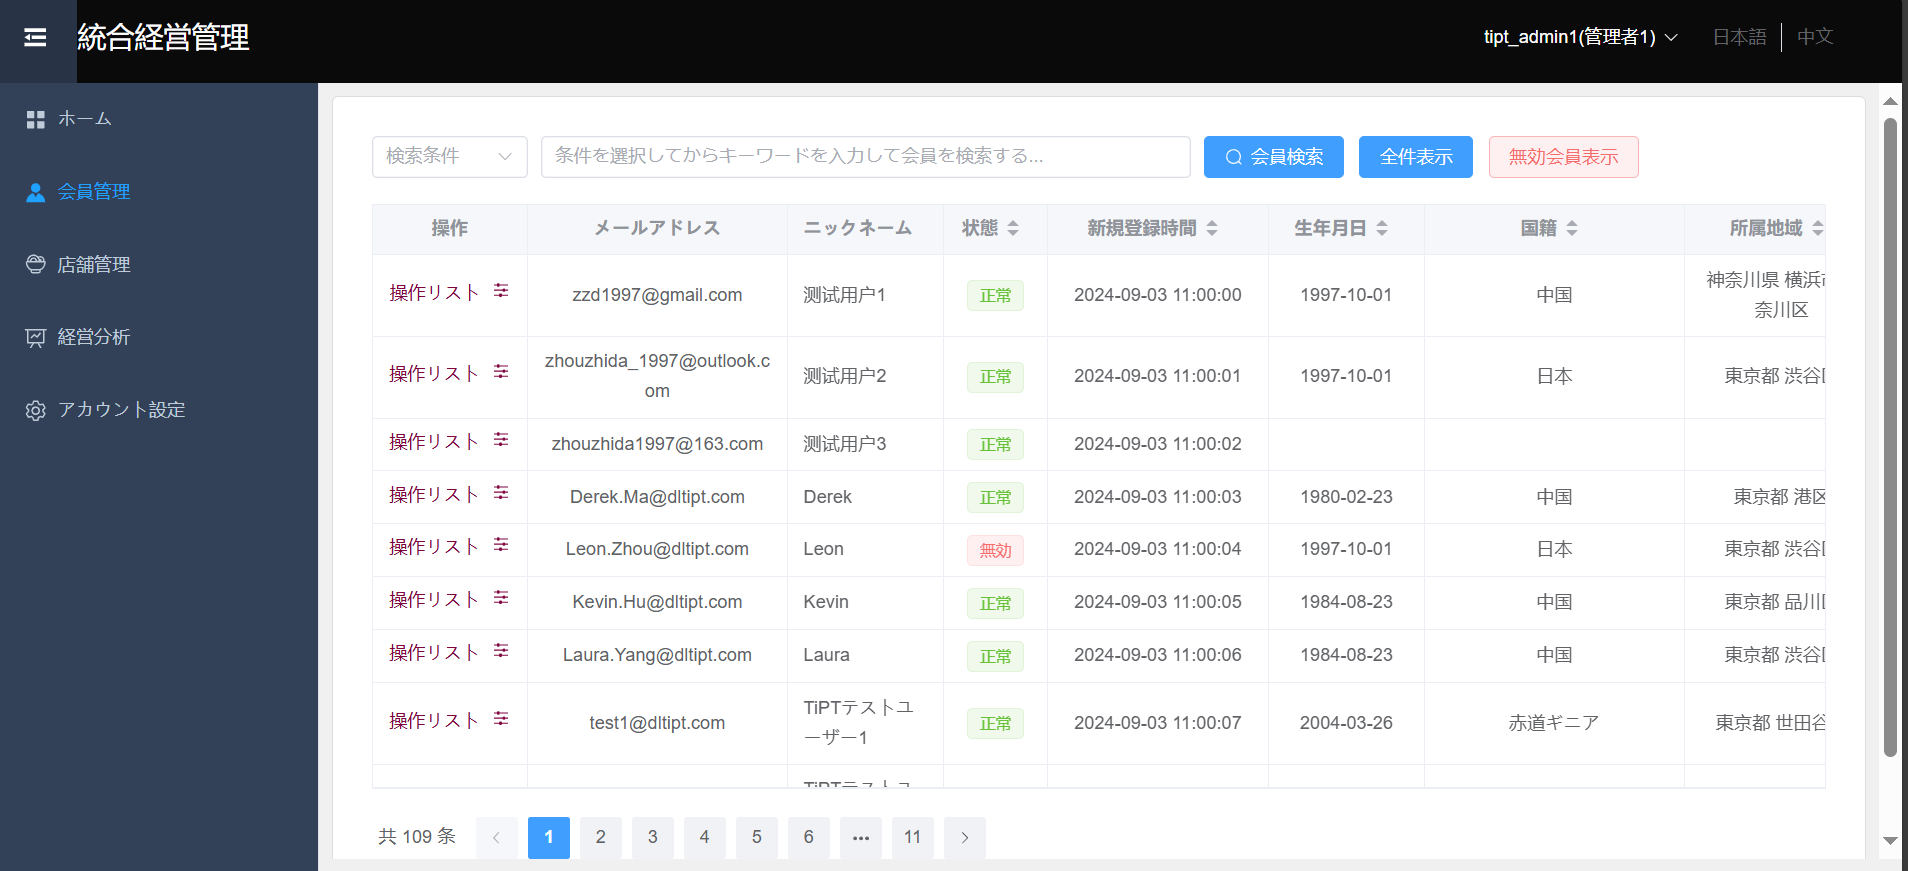 統合経営管理
tipt_admin1(管理者1)
日本語
中文
ホーム
会員管理
店舗管理
経営分析
アカウント設定
検索条件
条件を選択してからキーワードを入力して会員を検索する...
会員検索
全件表示
無効会員表示
操作 メールアドレス ニックネーム 状態 新規登録時間 生年月日 国籍 所属地域
操作リスト zzd1997@gmail.com 测试用户1 正常 2024-09-03 11:00:00 1997-10-01 中国 神奈川県 横浜
奈川区
操作リスト zhouzhida_1997@outlook.c
om
测试用户2 正常 2024-09-03 11:00:01 1997-10-01 日本 東京都 渋谷
操作リスト zhouzhida1997@163.com 测试用户3 正常 2024-09-03 11:00:02
操作リスト Derek.Ma@dltipt.com Derek 正常 2024-09-03 11:00:03 1980-02-23 中国 東京都 港区
操作リスト Leon.Zhou@dltipt.com Leon 無効 2024-09-03 11:00:04 1997-10-01 日本 東京都 渋谷
操作リスト Kevin.Hu@dltipt.com Kevin 正常 2024-09-03 11:00:05 1984-08-23 中国 東京都 品川
操作リスト Laura.Yang@dltipt.com Laura 正常 2024-09-03 11:00:06 1984-08-23 中国 東京都 渋谷
操作リスト test1@dltipt.com TiPTテストユ
ーザー1
正常 2024-09-03 11:00:07 2004-03-26 赤道ギニア 東京都 世田谷
TiPTテストユ
共 109 条 1 2 3 4 5 6 ••• 11